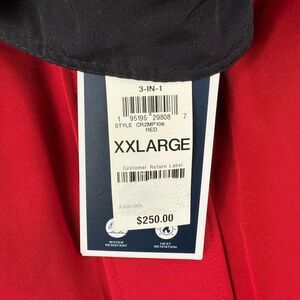 3-IN-1
1 95195 29808 7
STYLE CR2MP106
RED
XXLARGE
Customer Return Label
$250.00
WATER
RESISTANT
HEAT
RETENTION